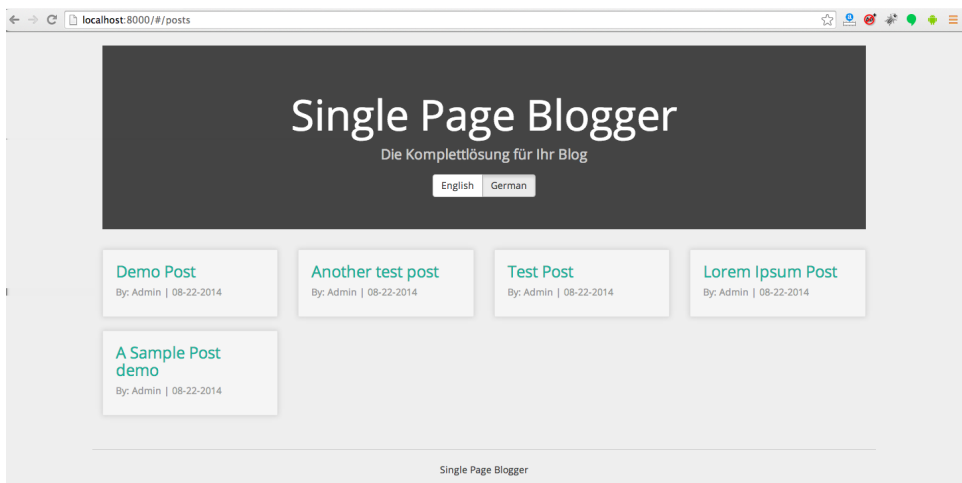 localhost:8000/#/posts
Single Page Blogger
Die Komplettlösung für Ihr Blog
English German
Demo Post
By: Admin | 08-22-2014
Another test post
By: Admin | 08-22-2014
Test Post
By: Admin | 08-22-2014
Lorem Ipsum Post
By: Admin | 08-22-2014
A Sample Post
demo
By: Admin | 08-22-2014
Single Page Blogger